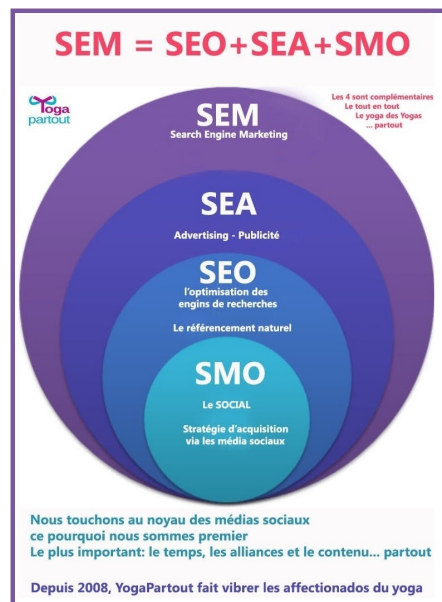 SEM = SEO+SEA+SMO
Yoga
partout
Les 4 sont complémentaires
Le tout en tout
Le yoga des Yogas
... partout
SEM
Search Engine Marketing
SEA
Advertising - Publicité
SEO
l'optimisation des
engins de recherches
Le référencement naturel
SMO
Le SOCIAL
Stratégie d'acquisition
via les média sociaux
Nous touchons au noyau des médias sociaux
ce pourquoi nous sommes premier
Le plus important: le temps, les alliances et le contenu... partout
Depuis 2008, YogaPartout fait vibrer les affectionados du yoga